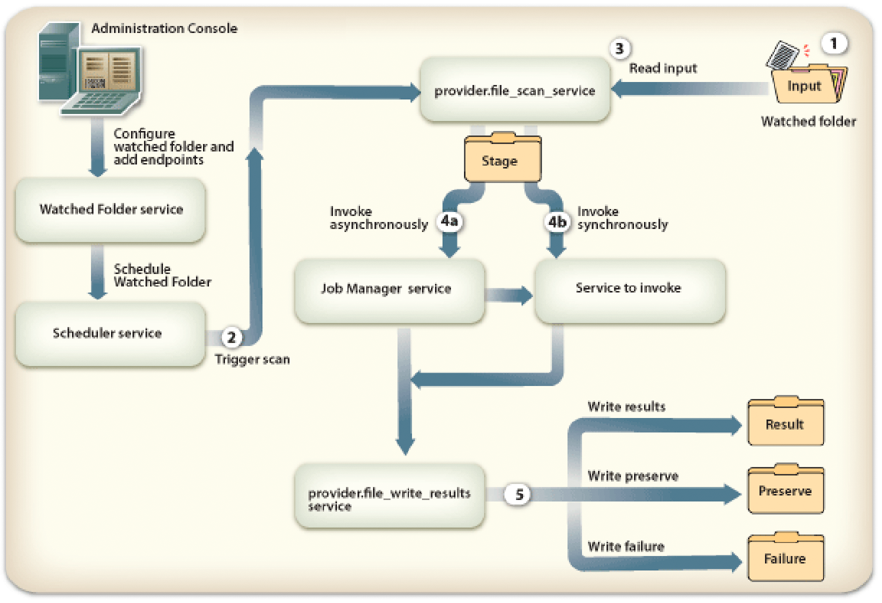 Administration Console
1
3
Read input
Input
Watched folder
provider.file_scan_service
Configure
watched folder and
add endpoints
Stage
Watched Folder service
Invoke
asynchronously
4a
4b
Invoke
synchronously
Schedule
Watched Folder
Job Manager service
Service to invoke
Scheduler service
2
Trigger scan
Write results
Result
Write preserve
Preserve
provider.file_write_results
service
5
Write failure
Failure